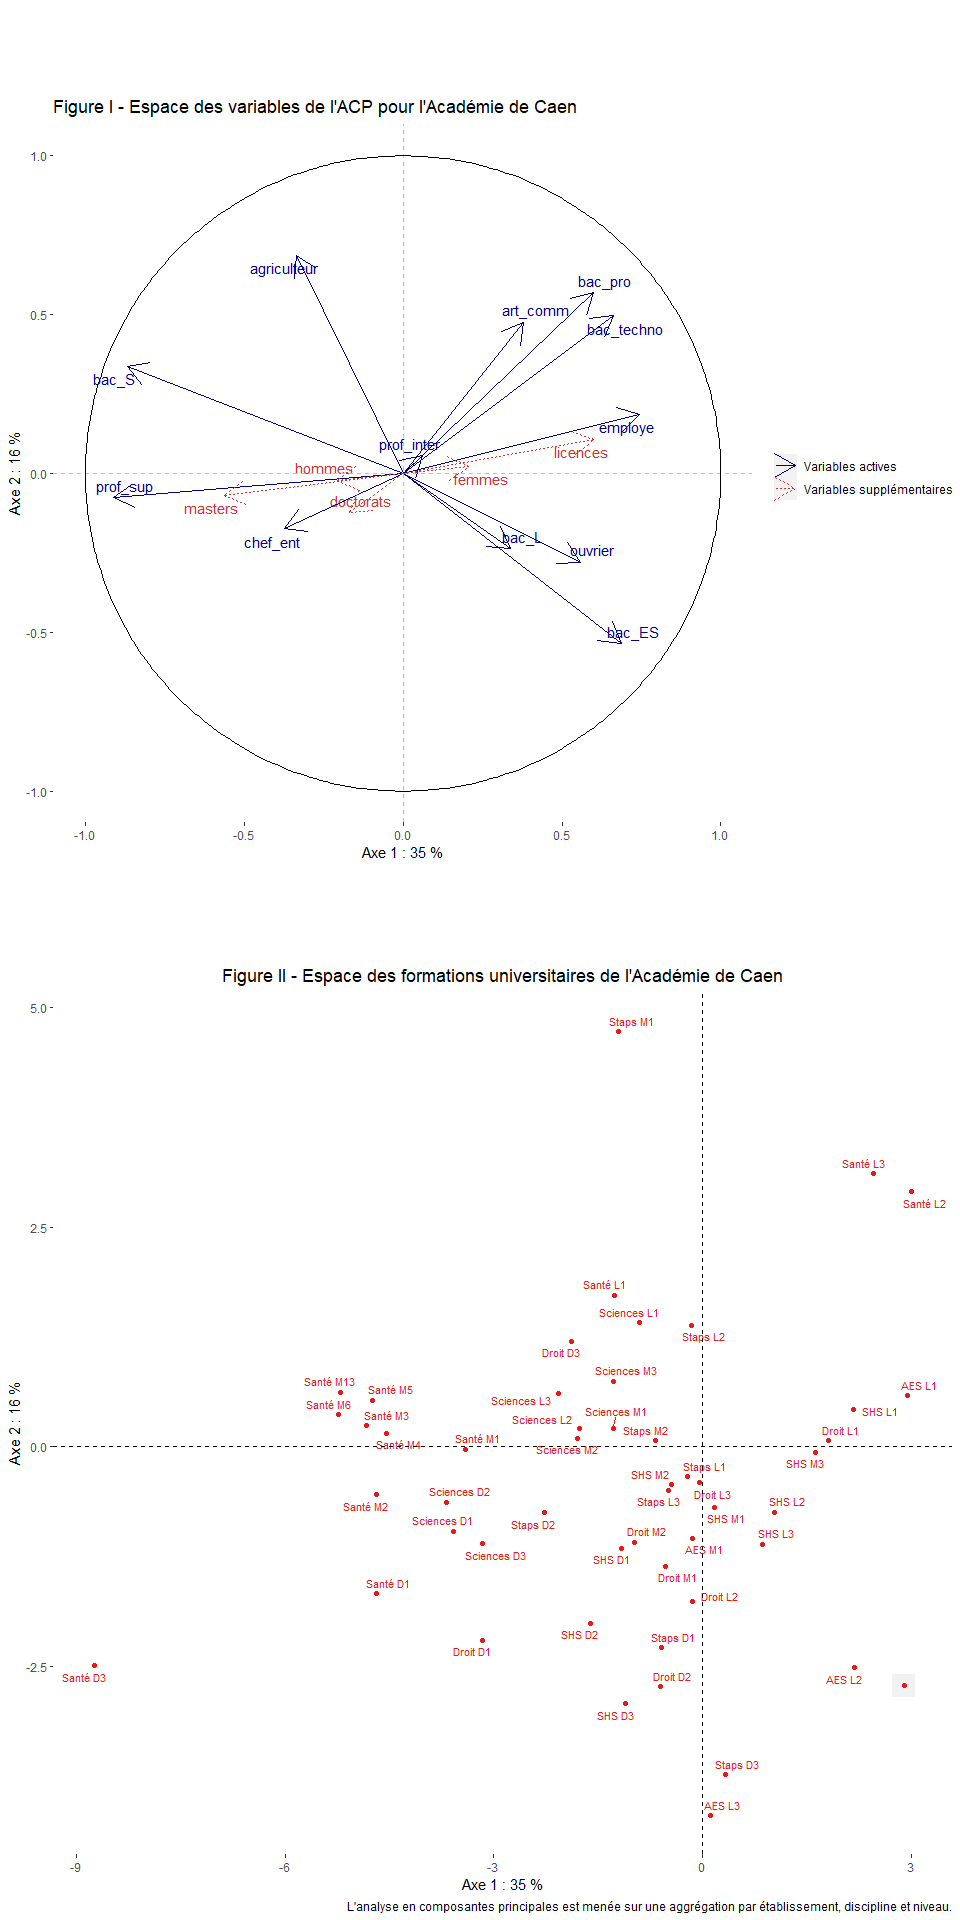 Figure I - Espace des variables de l'ACP pour l'Académie de Caen
1.0
agriculteur
bac_pro
0.5
art_comm
bac_techno
bac_S
employe
prof_inter
licences
Axe 2 : 16 %
0.0
hommes
femmes
Variables actives
prof_sup
doctorats
Variables supplémentaires
masters
chef_ent
bac_L
ouvrier
-0.5
bac_ES
-1.0
-1.0 -0.5 0.0 0.5 1.0
Axe 1 : 35 %
Figure II - Espace des formations universitaires de l'Académie de Caen
5.0
Staps M1
Santé L3
Santé L2
2.5
Santé L1
Sciences L1
Staps L2
Droit D3
Sciences M3
Santé M13
Santé M5
AES L1
Sciences L3
Santé M6
SHS L1
Santé M3
Sciences L2
Sciences M1
Staps M2
Droit L1
Axe 2 : 16 %
0.0
Santé M4
Santé M1
Sciences M2
SHS M3
Staps L1
SHS M2
Sciences D2
Droit L3
Santé M2
Staps L3
SHS L2
Sciences D1
Staps D2
SHS M1
Droit M2
SHS L3
Sciences D3
SHS D1
AES M1
Santé D1
Droit M1
Droit L2
SHS D2
Staps D1
Droit D1
-2.5
Santé D3
Droit D2
AES L2
SHS D3
Staps D3
AES L3
-9 -6 -3 0 3
Axe 1 : 35 %
L'analyse en composantes principales est menée sur une aggrégation par établissement, discipline et niveau.